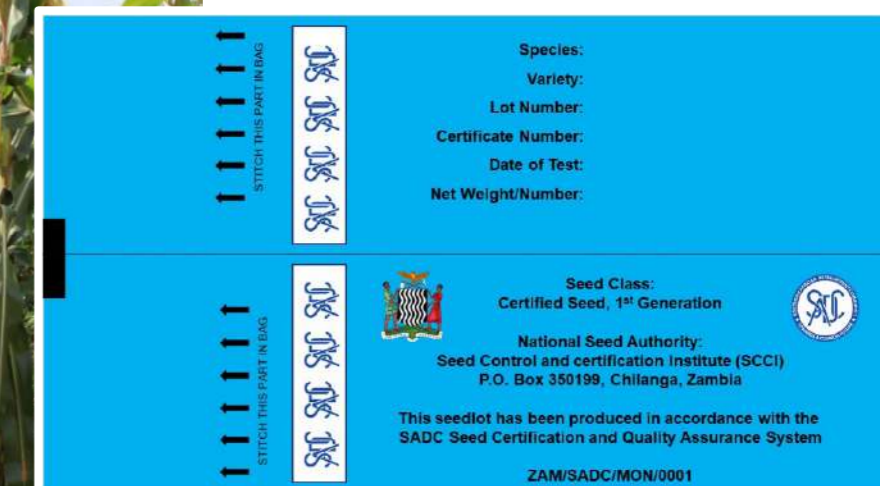 STITCH THIS PART IN BAG
Species:
Variety:
Lot Number:
Certificate Number:
Date of Test:
Net Weight/Number:
STITCH THIS PART IN BAG
Seed Class:
Certified Seed, 1st Generation
National Seed Authority:
Seed Control and certification Institute (SCCI)
P.O. Box 350199, Chilanga, Zambia
This seedlot has been produced in accordance with the
SADC Seed Certification and Quality Assurance System
ZAM/SADC/MON/0001
SADC